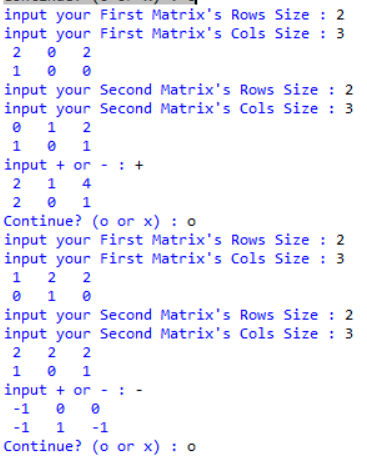 input your First Matrix's Rows Size : 2
input your First Matrix's Cols Size : 3
2 0 2
1 0 0
input your Second Matrix's Rows Size : 2
input your Second Matrix's Cols Size : 3
0 1 2
1 0 1
input + or - : +
2 1 4
2 0 1
Continue? (o or x) : o
input your First Matrix's Rows Size : 2
input your First Matrix's Cols Size : 3
1 2 2
0 1 0
input your Second Matrix's Rows Size : 2
input your Second Matrix's Cols Size : 3
2 2 2
1 0 1
input + or - : -
-1 0 0
-1 1 -1
Continue? (o or x) : o